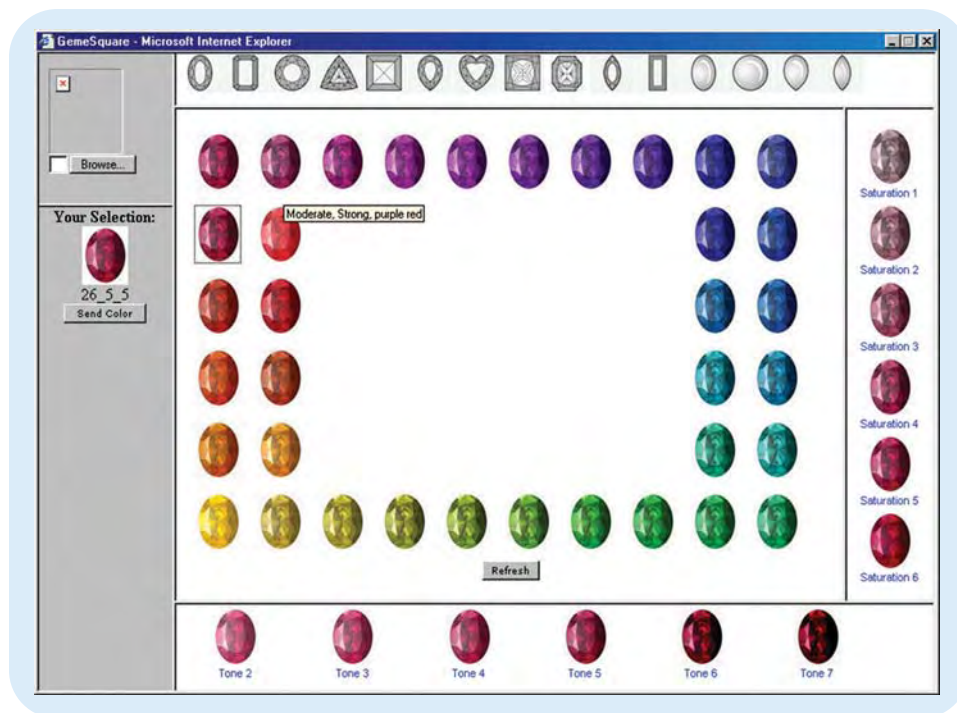 GemeSquare - Microsoft Internet Explorer
Browse...
Your Selection:
26_5_5
Send Color
Moderate, Strong, purple red
Saturation 1
Saturation 2
Saturation 3
Saturation 4
Saturation 5
Saturation 6
Refresh
Tone 2
Tone 3
Tone 4
Tone 5
Tone 6
Tone 7